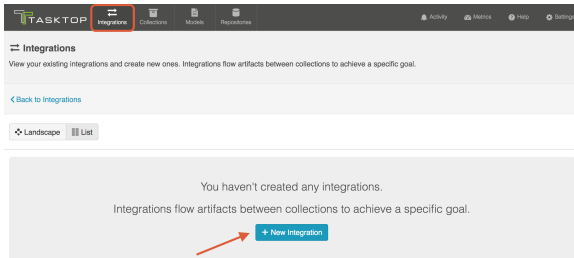 TASKTOP
Integrations Collections Models Repositories
Activity Metrics Help Settings
Integrations
View your existing integrations and create new ones. Integrations flow artifacts between collections to achieve a specific goal.
Back to Integrations
Landscape List
You haven't created any integrations.
Integrations flow artifacts between collections to achieve a specific goal.
+ New Integration